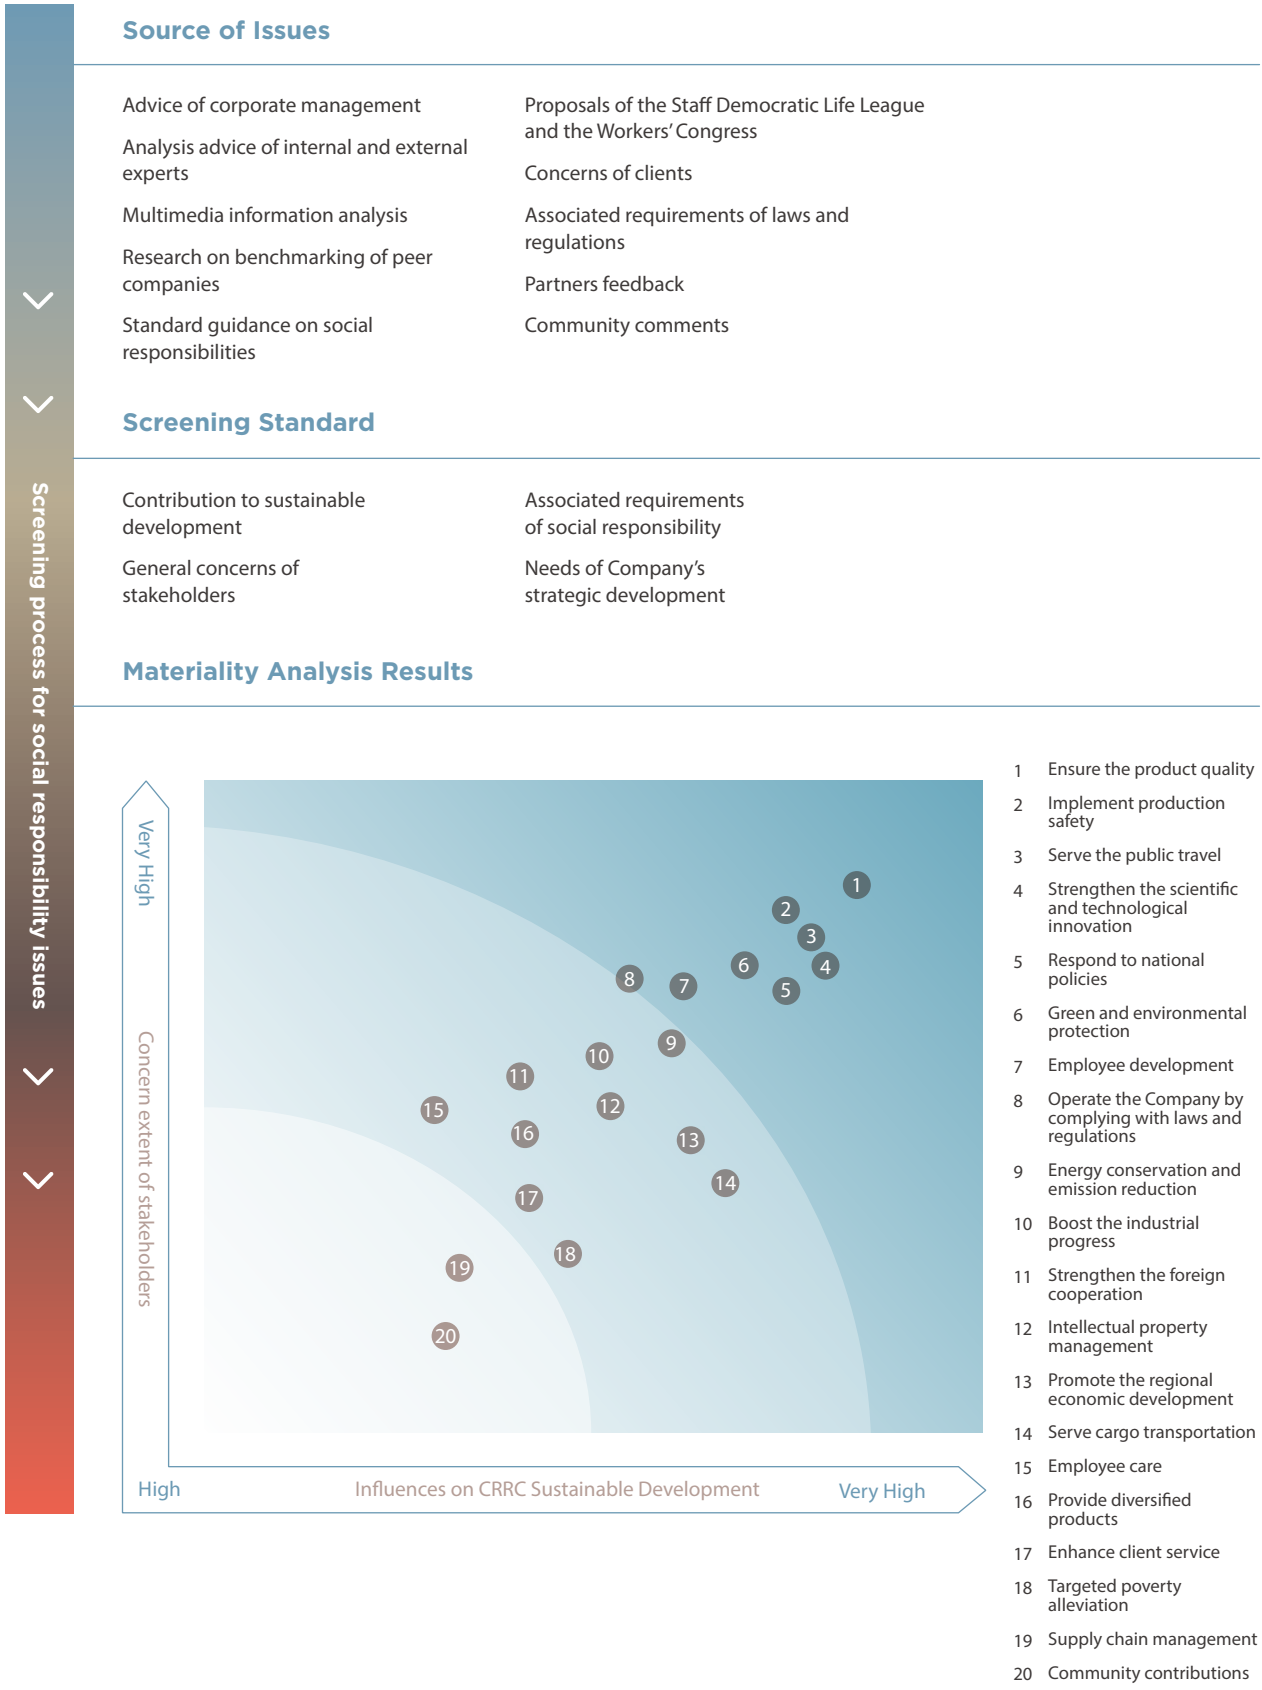 Source of Issues
Advice of corporate management
Analysis advice of internal and external
experts
Multimedia information analysis
Research on benchmarking of peer
companies
Standard guidance on social
responsibilities
Proposals of the Staff Democratic Life League
and the Workers' Congress
Concerns of clients
Associated requirements of laws and
regulations
Partners feedback
Community comments
Screening Standard
Contribution to sustainable
development
General concerns of
stakeholders
Associated requirements
of social responsibility
Needs of Company's
strategic development
Screening process for social responsibility issues
Materiality Analysis Results
Very High
Concern extent of stakeholders
1
2
3
4
5
6
7
8
9
10
11
12
13
14
15
16
17
18
19
20
High
Influences on CRRC Sustainable Development
Very High
1 Ensure the product quality
2 Implement production
safety
3 Serve the public travel
4 Strengthen the scientific
and technological
innovation
5 Respond to national
policies
6 Green and environmental
protection
7 Employee development
8 Operate the Company by
complying with laws and
regulations
9 Energy conservation and
emission reduction
10 Boost the industrial
progress
11 Strengthen the foreign
cooperation
12 Intellectual property
management
13 Promote the regional
economic development
14 Serve cargo transportation
15 Employee care
16 Provide diversified
products
17 Enhance client service
18 Targeted poverty
alleviation
19 Supply chain management
20 Community contributions